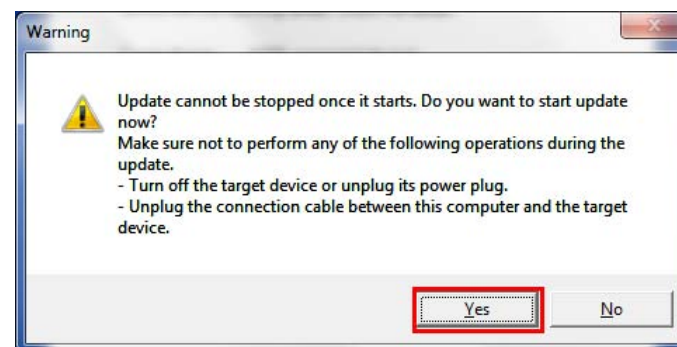 Warning
Update cannot be stopped once it starts. Do you want to start update
now?
Make sure not to perform any of the following operations during the
update.
- Turn off the target device or unplug its power plug.
- Unplug the connection cable between this computer and the target
device.
Yes No